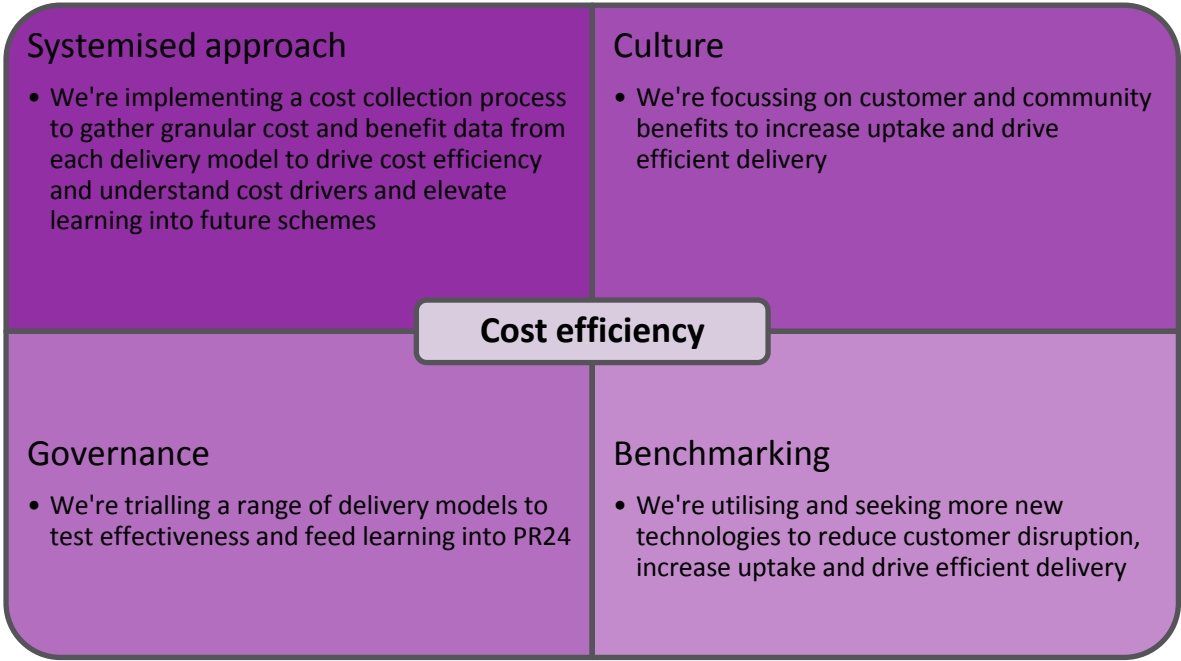 Systemised approach
• We're implementing a cost collection process
to gather granular cost and benefit data from
each delivery model to drive cost efficiency
and understand cost drivers and elevate
learning into future schemes
Culture
• We're focussing on customer and community
benefits to increase uptake and drive
efficient delivery
Cost efficiency
Governance
• We're trialling a range of delivery models to
test effectiveness and feed learning into PR24
Benchmarking
• We're utilising and seeking more new
technologies to reduce customer disruption,
increase uptake and drive efficient delivery